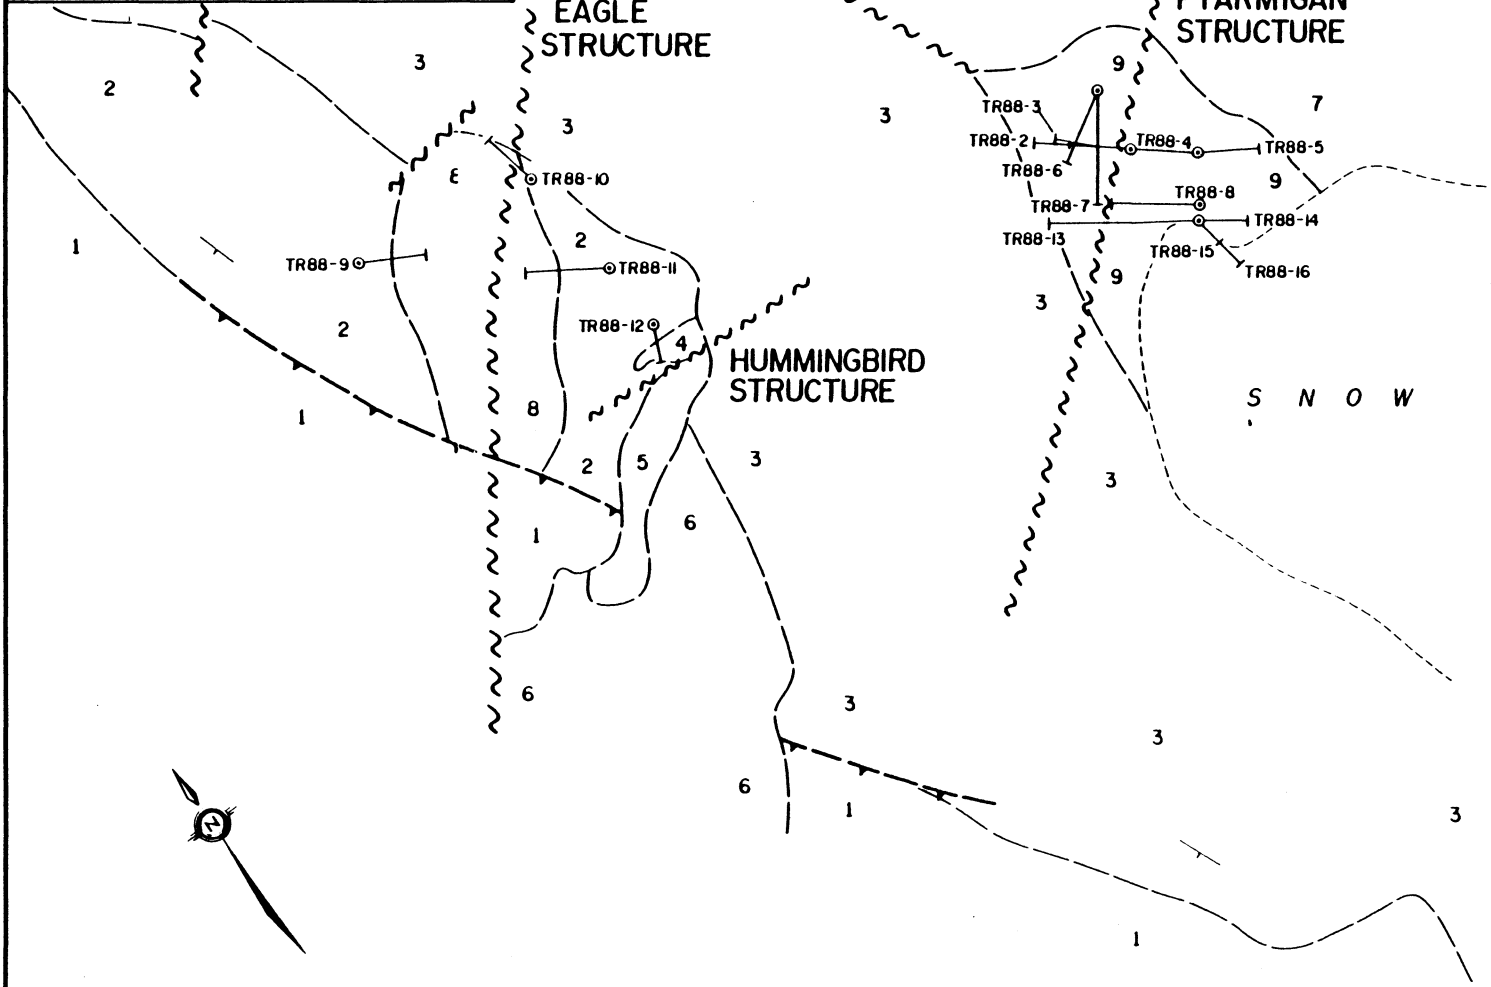 EAGLE
STRUCTURE
PTARMIGAN
STRUCTURE
3
9
2
7
TR88-3
3
3
TR88-2
TR88-4
TR88-5
TR88-6
3
TR88-10
9
TR88-8
TR88-7
TR88-14
TR88-13
1
2
TR88-15
TR88-9
TR88-11
TR88-16
9
3
2
TR88-12
4
HUMMINGBIRD
STRUCTURE
S N O W
8
1
2
5
3
3
6
1
6
3
3
6
1
3
N
1